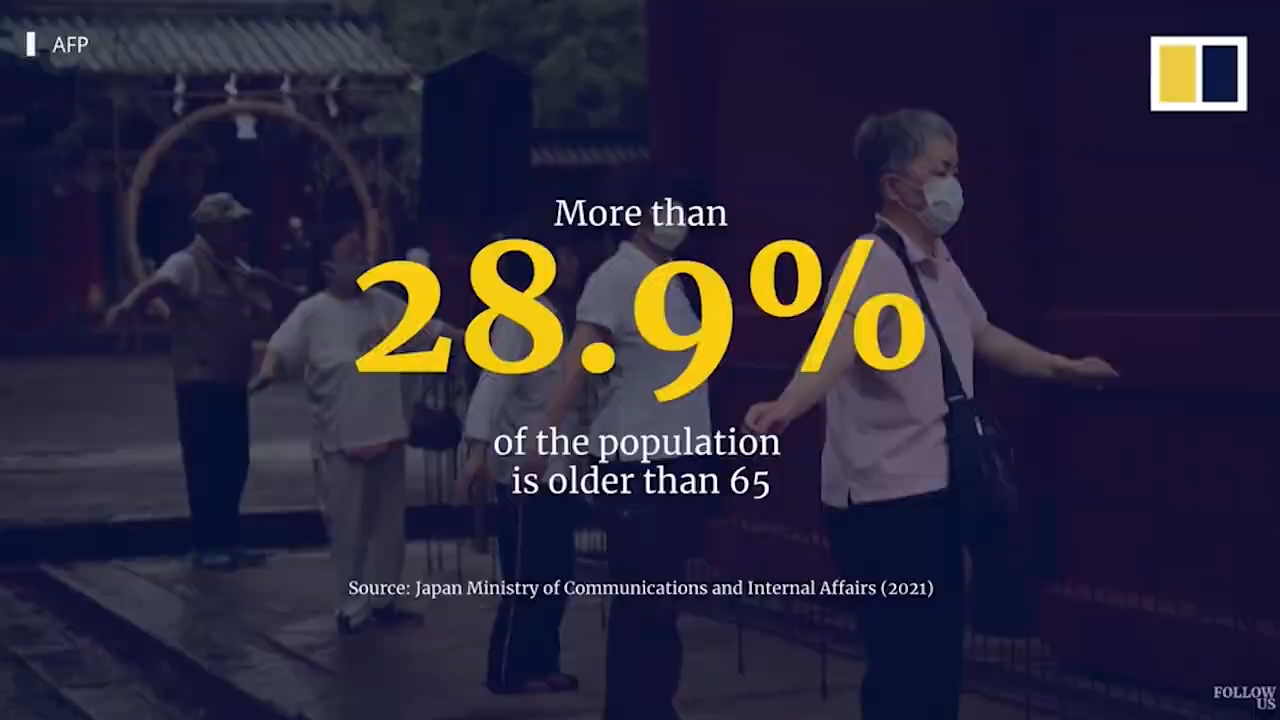 AFP
More than
28.9%
of the population
is older than 65
Source: Japan Ministry of Communications and Internal Affairs (2021)
FOLLOW
US